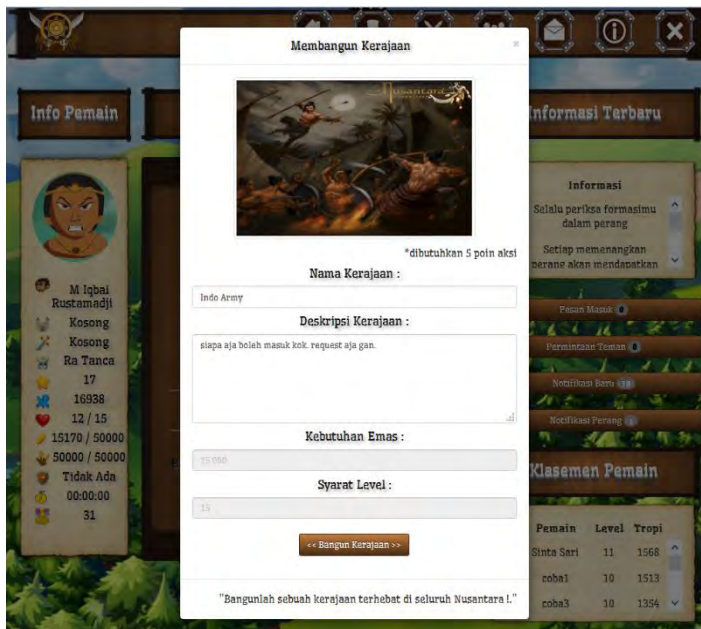 Membangun Kerajaan
×
Nusantara
*dibutuhkan 5 poin aksi
Nama Kerajaan :
Indo Army
Deskripsi Kerajaan :
siapa aja boleh masuk kok. request aja gan.
Kebutuhan Emas :
15.000
Syarat Level :
15
<< Bangun Kerajaan >>
"Bangunlah sebuah kerajaan terhebat di seluruh Nusantara !."
Info Pemain
M Iqbal
Rustamadji
Kosong
Kosong
Ra Tanca
17
16938
12 / 15
15170 / 50000
50000 / 50000
Tidak Ada
00:00:00
31
Informasi Terbaru
Informasi
Selalu periksa formasimu
dalam perang
Setiap memenangkan
perang akan mendapatkan
Pesan Masuk 0
Permintaan Teman 0
Notifikasi Baru
Notifikasi Perang
Klasemen Pemain
Pemain Level Tropi
Sinta Sari 11 1568
coba1 10 1513
coba3 10 1354